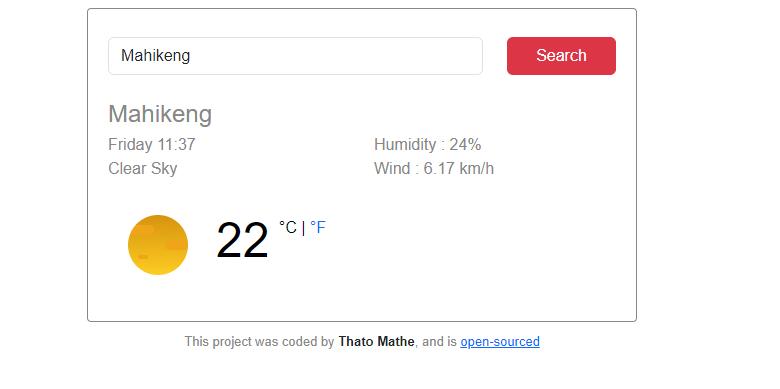 Mahikeng
Search
Mahikeng
Friday 11:37
Humidity : 24%
Clear Sky
Wind : 6.17 km/h
22 °C | °F
This project was coded by Thato Mathe, and is open-sourced